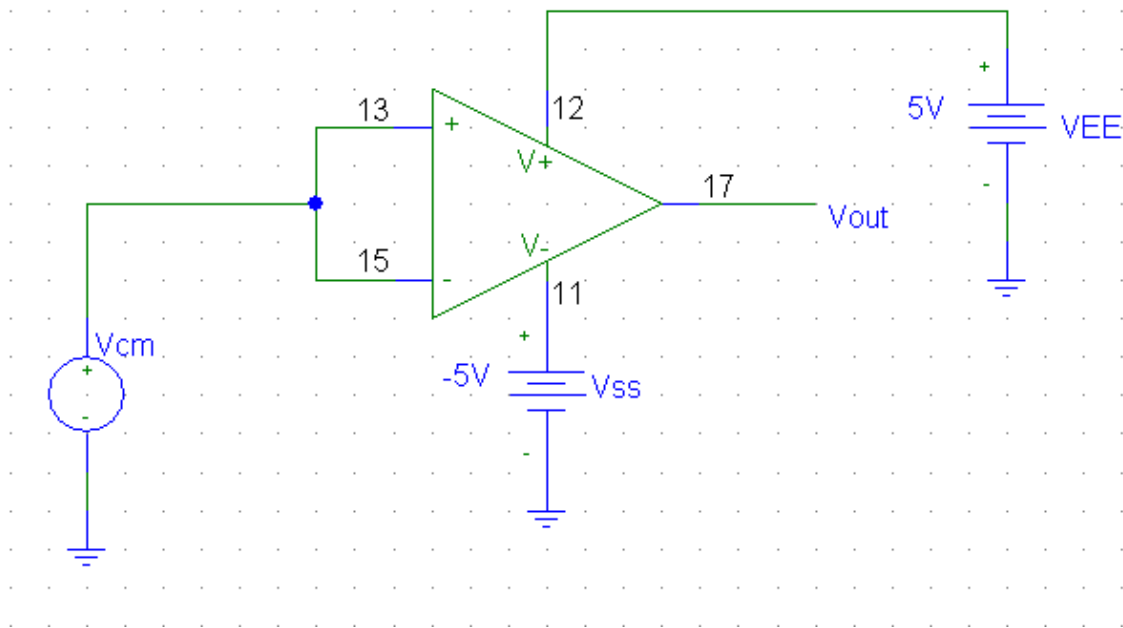 13
+
12
V+
5V
+
VEE
-
17
Vout
15
-
V-
11
Vcm
+
-
+
-5V
Vss
-